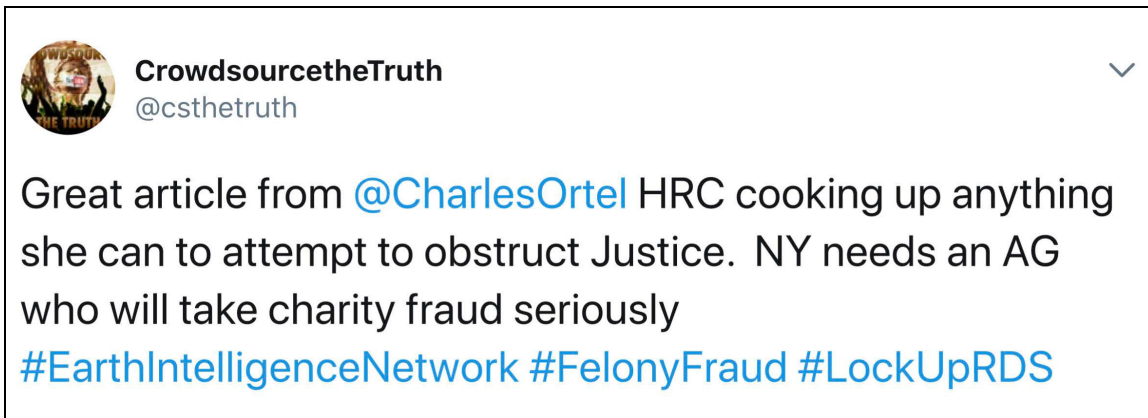 CrowdsourcetheTruth
@csthetruth
Great article from @CharlesOrtel HRC cooking up anything
she can to attempt to obstruct Justice.  NY needs an AG
who will take charity fraud seriously
#EarthIntelligenceNetwork #FelonyFraud #LockUpRDS